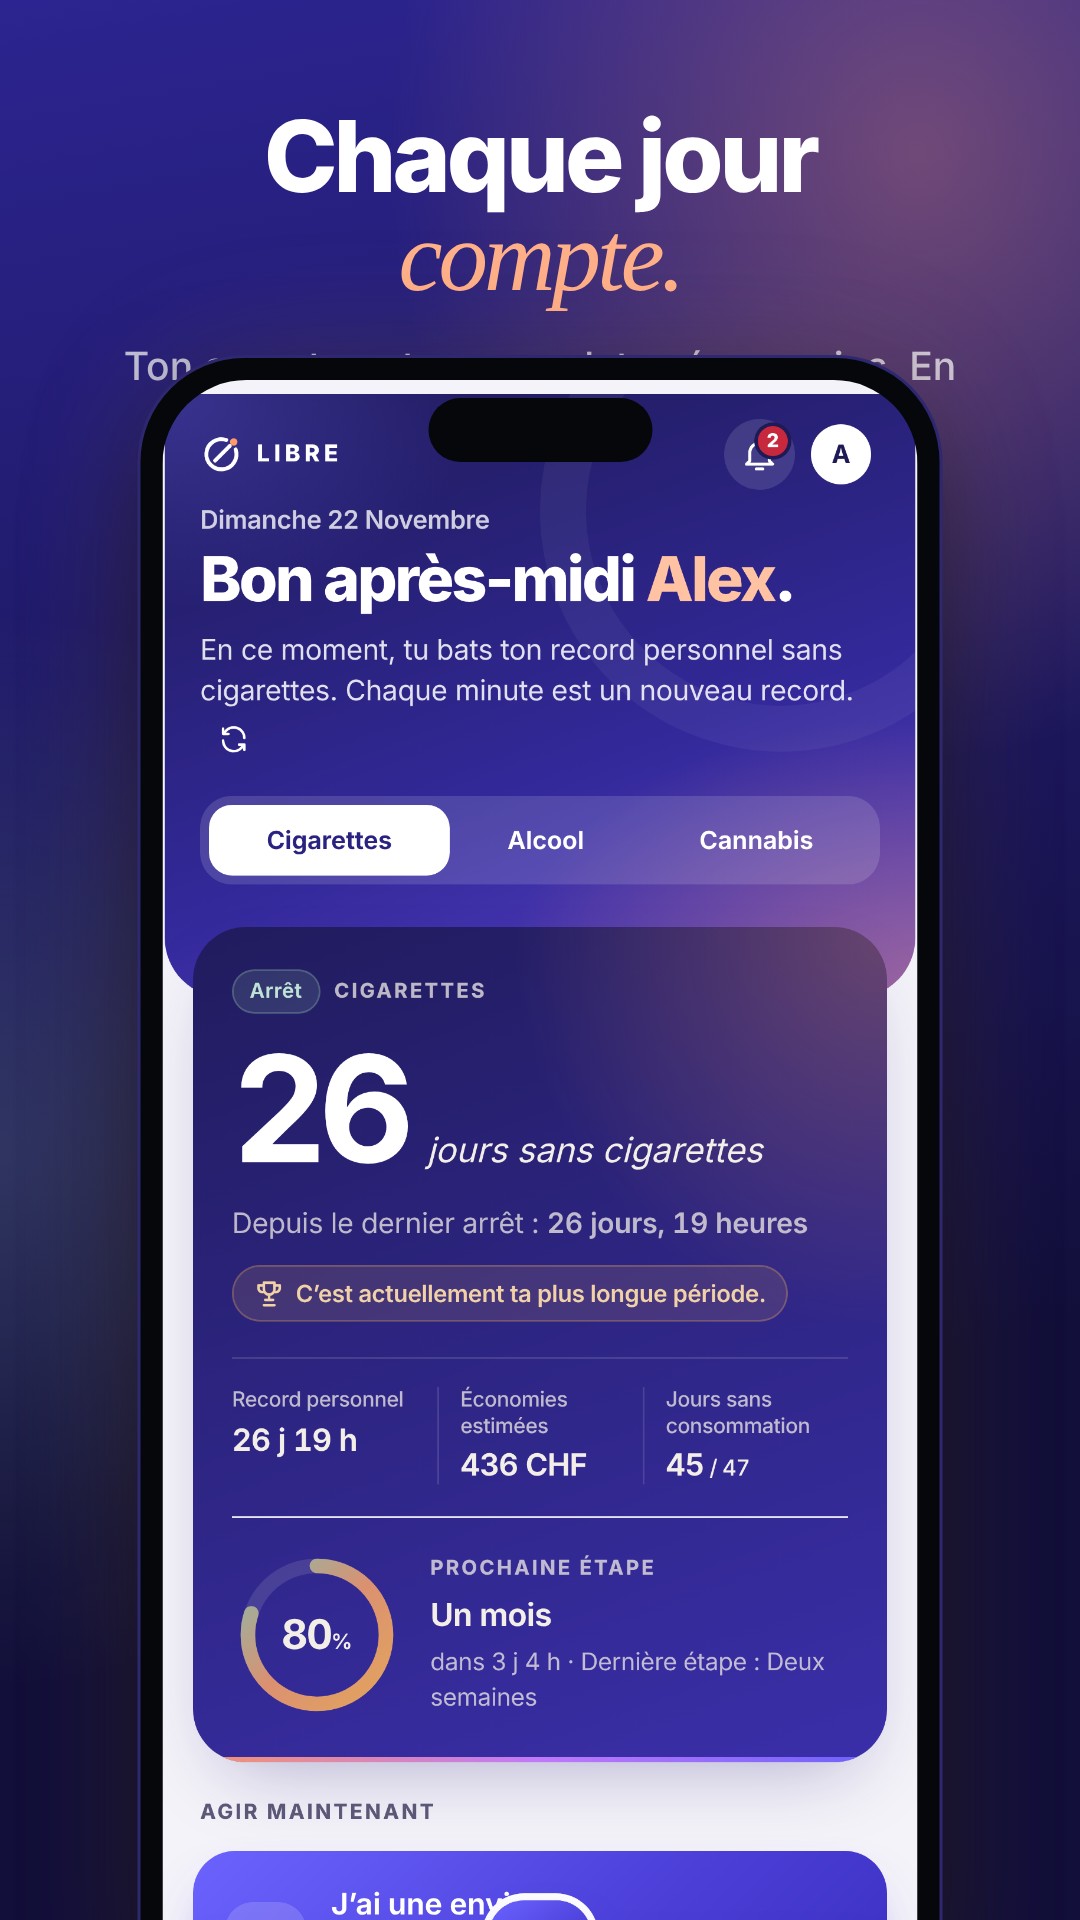 Chaque jour
compte.
Ton En
LIBRE
2
A
Dimanche 22 Novembre
Bon après-midi Alex.
En ce moment, tu bats ton record personnel sans
cigarettes. Chaque minute est un nouveau record.
Cigarettes
Alcool
Cannabis
Arrêt
CIGARETTES
26 jours sans cigarettes
Depuis le dernier arrêt : 26 jours, 19 heures
C’est actuellement ta plus longue période.
Record personnel
26 j 19 h
Économies
estimées
436 CHF
Jours sans
consommation
45 / 47
80%
PROCHAINE ÉTAPE
Un mois
dans 3 j 4 h · Dernière étape : Deux
semaines
AGIR MAINTENANT
J’ai une